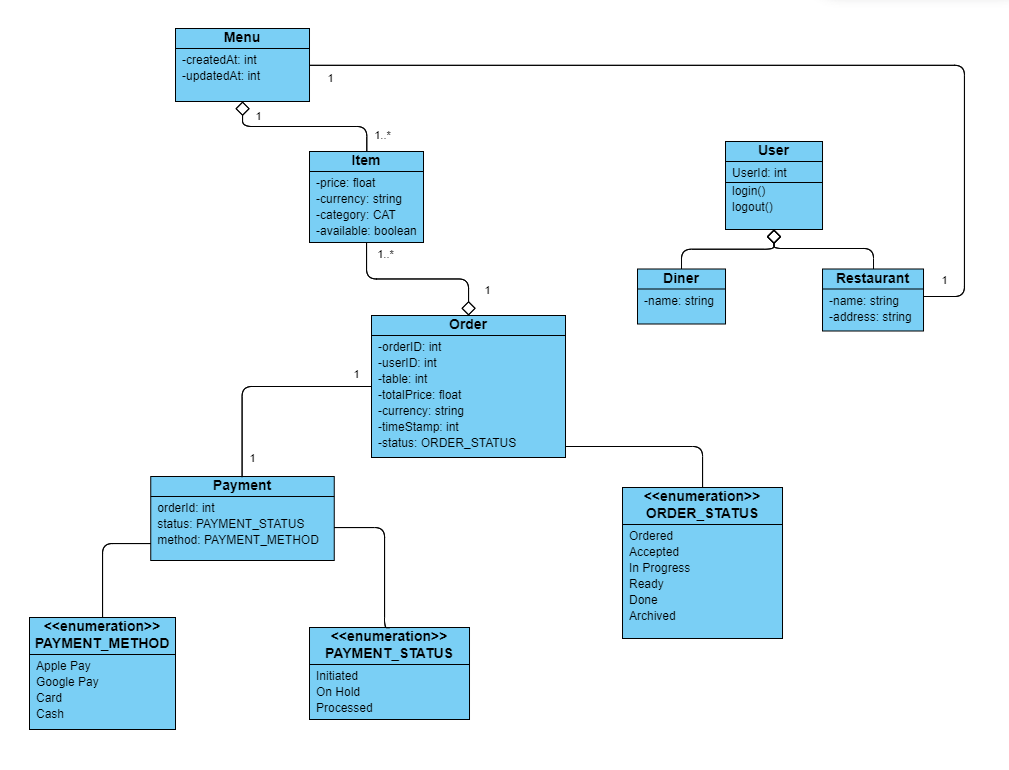 Menu
-createdAt: int
-updatedAt: int
1
1
1..*
Item
-price: float
-currency: string
-category: CAT
-available: boolean
1..*
1
User
UserId: int
login()
logout()
Diner
-name: string
Restaurant
-name: string
-address: string
1
Order
-orderID: int
-userID: int
-table: int
-totalPrice: float
-currency: string
-timeStamp: int
-status: ORDER_STATUS
1
1
Payment
orderId: int
status: PAYMENT_STATUS
method: PAYMENT_METHOD
<<enumeration>>
ORDER_STATUS
Ordered
Accepted
In Progress
Ready
Done
Archived
<<enumeration>>
PAYMENT_METHOD
Apple Pay
Google Pay
Card
Cash
<<enumeration>>
PAYMENT_STATUS
Initiated
On Hold
Processed